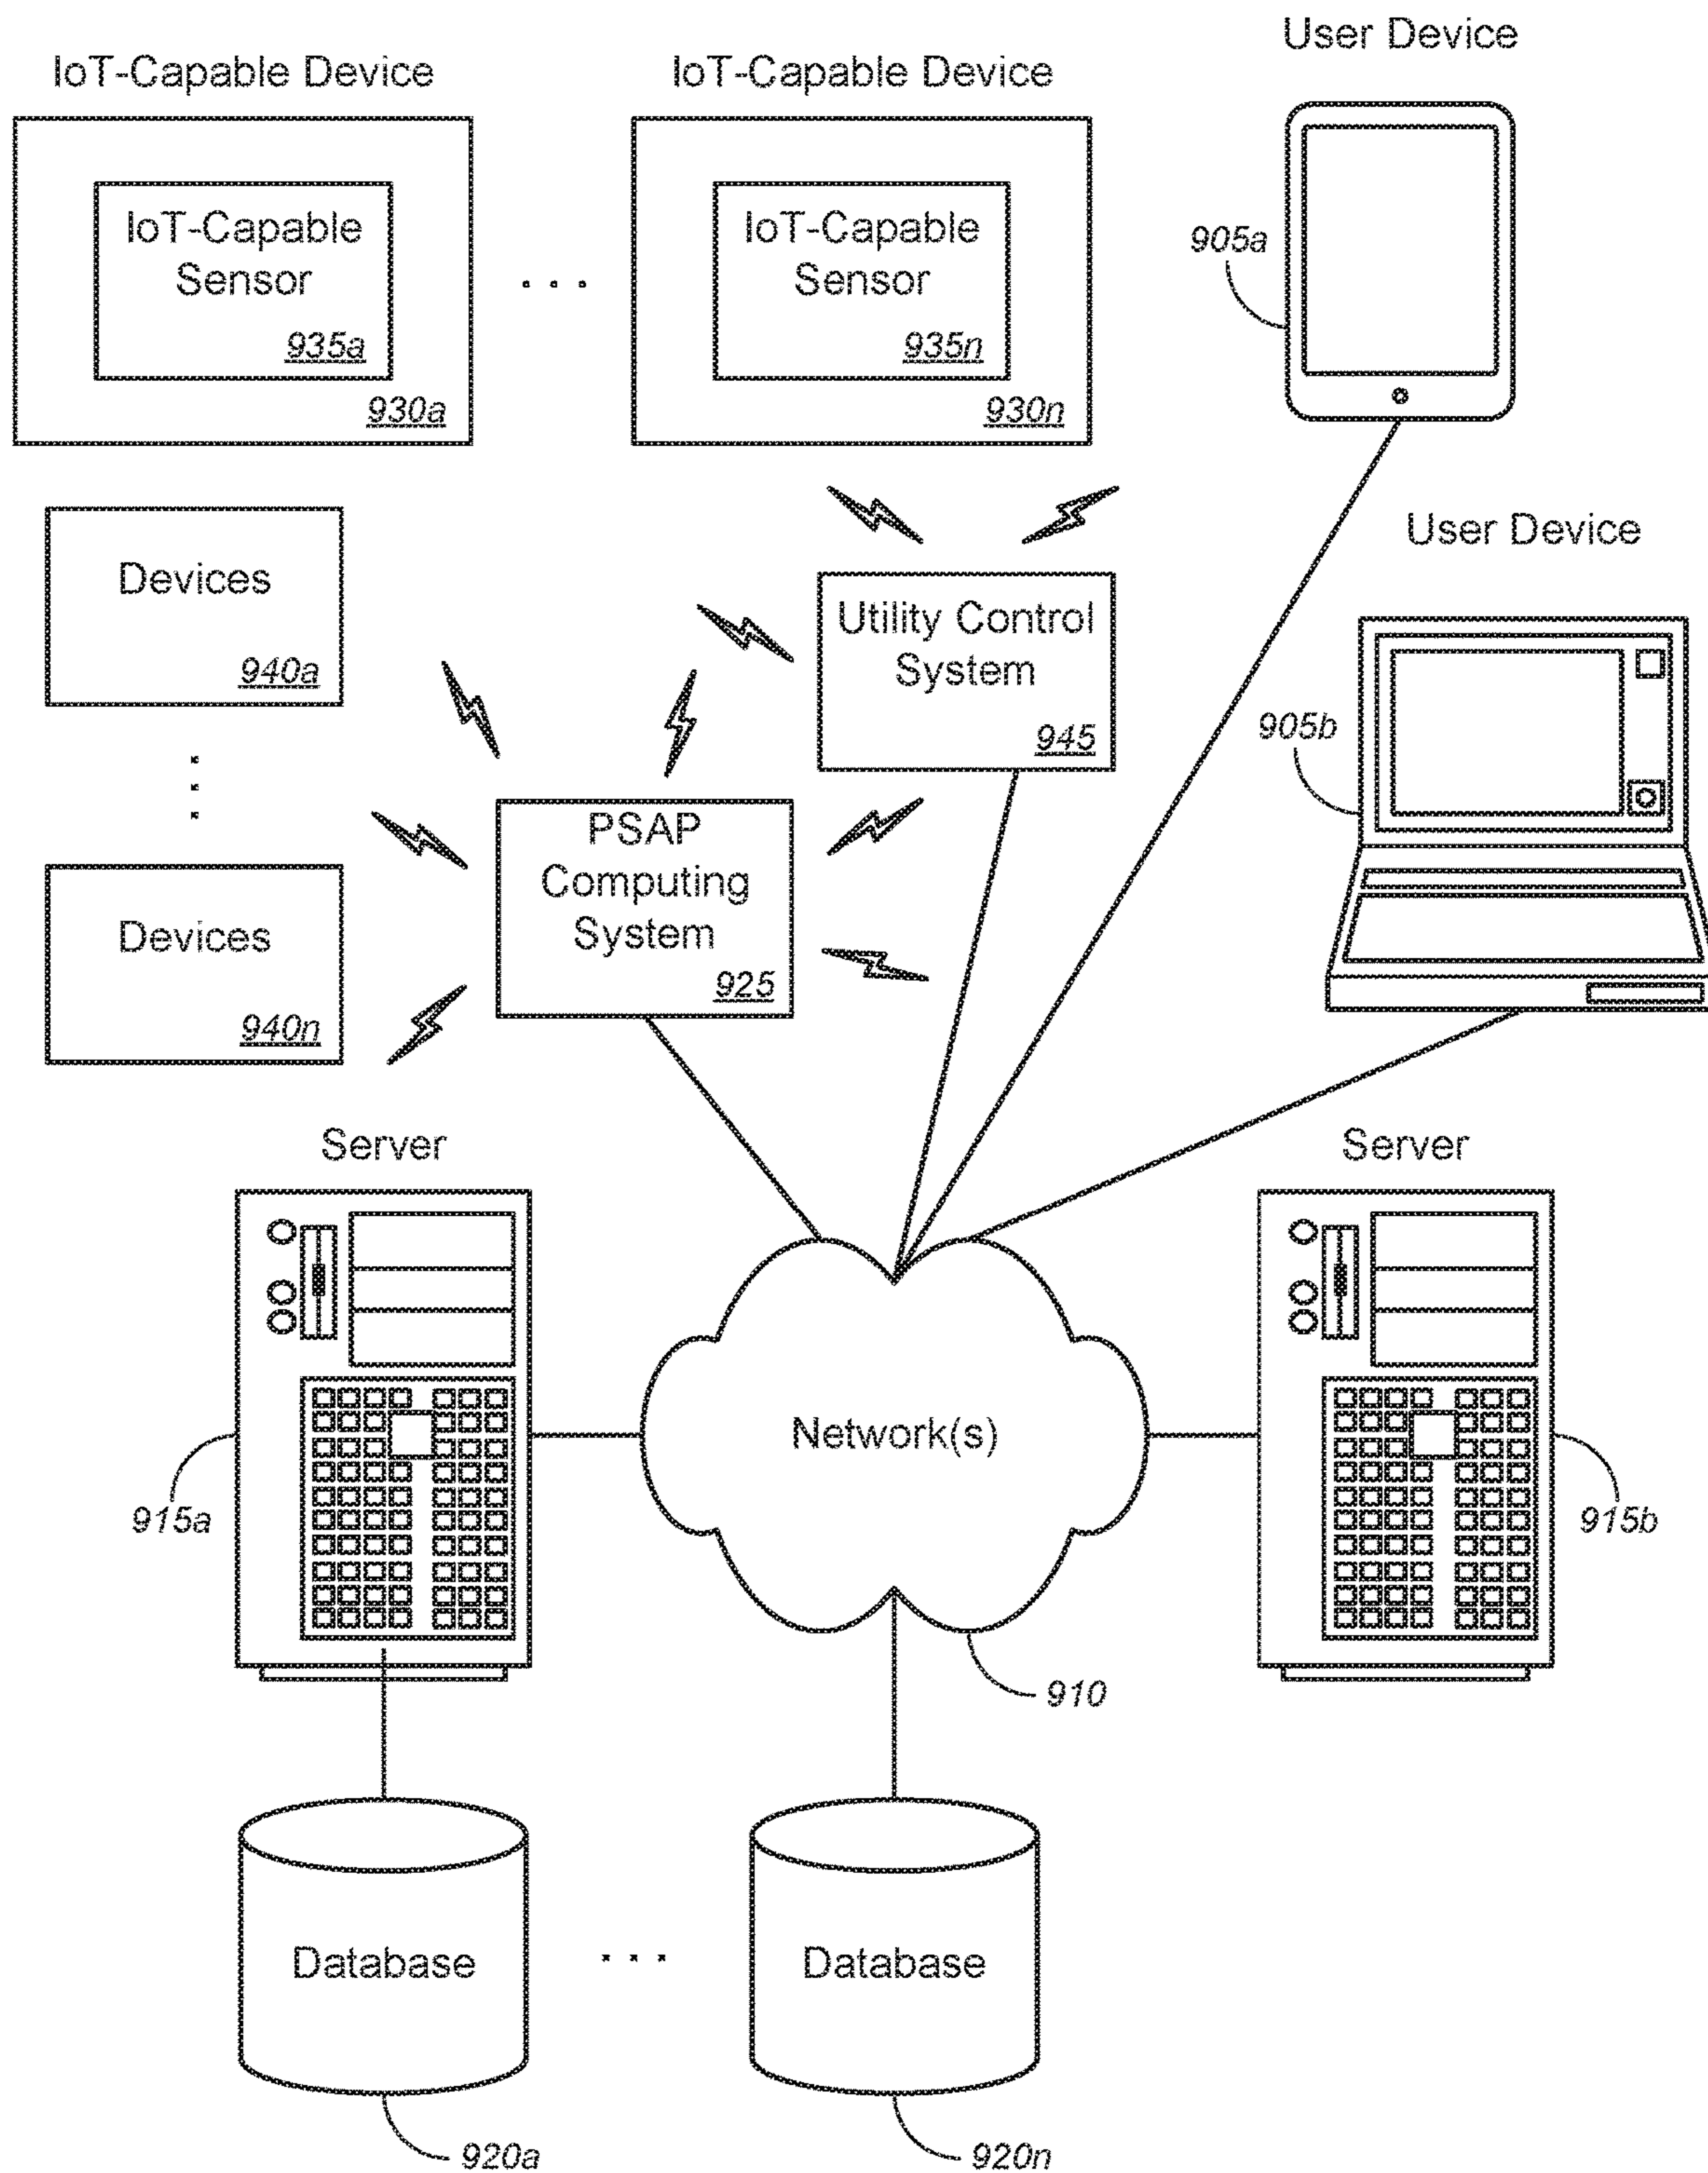 User Device
IoT-Capable Device
IoT-Capable Device
IoT-Capable
Sensor
935a
930a
. . .
IoT-Capable
Sensor
935n
930n
905a
User Device
Devices
940a
Utility Control
System
945
905b
PSAP
Computing
System
925
Devices
940n
Server
Server
Network(s)
915a
915b
910
Database
. . .
Database
920a
920n